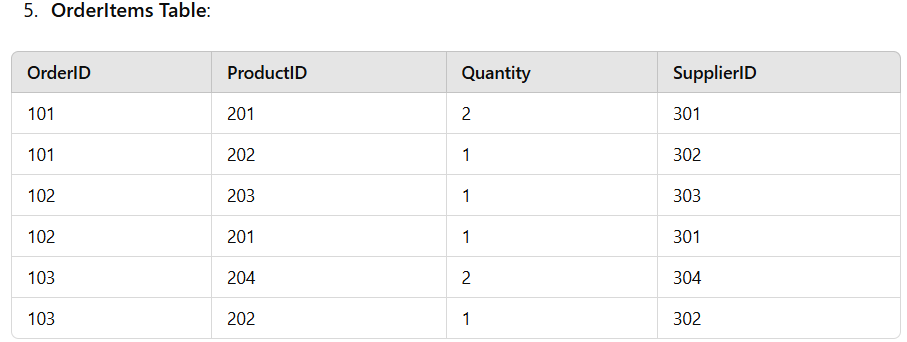 5. OrderItems Table:
OrderID ProductID Quantity SupplierID
101 201 2 301
101 202 1 302
102 203 1 303
102 201 1 301
103 204 2 304
103 202 1 302